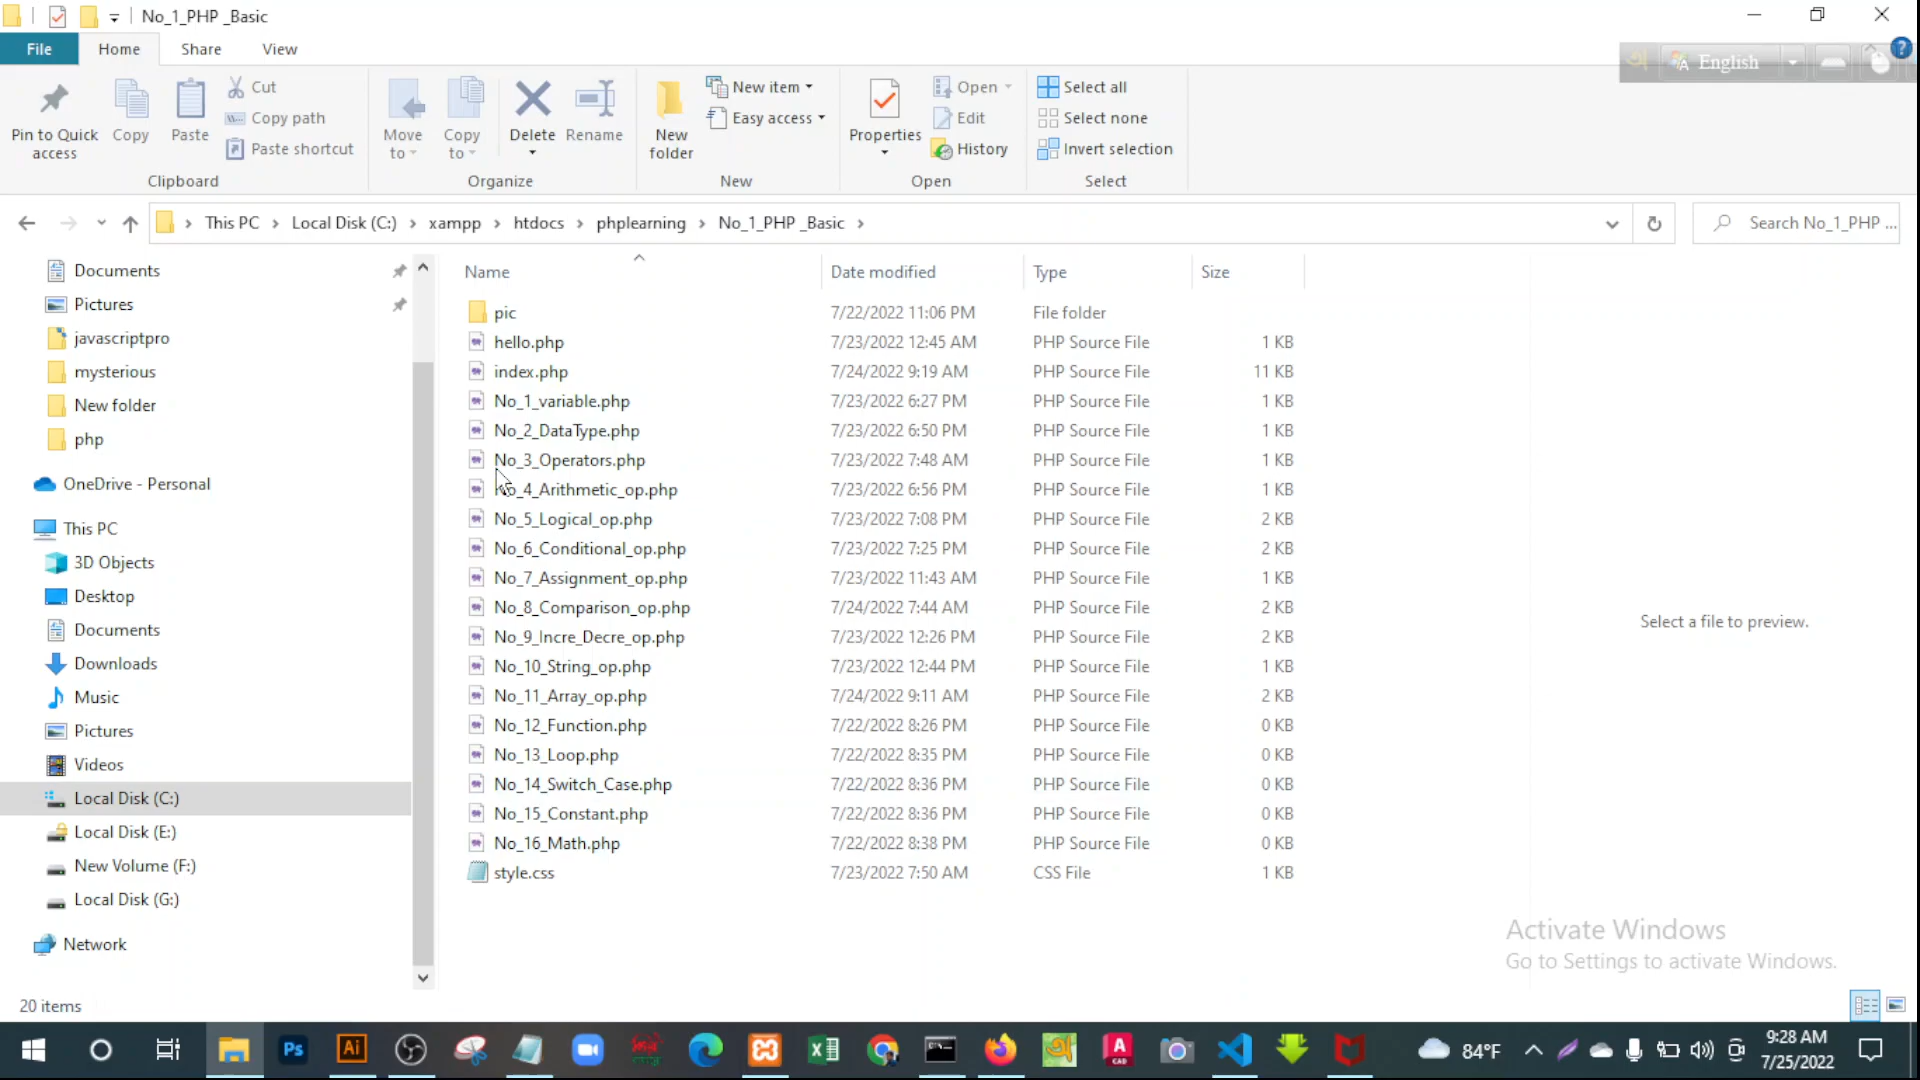 No_1_PHP _Basic
File Home Share View
English
Pin to Quick access
Copy
Paste
Cut
Copy path
Paste shortcut
Clipboard
Move to
Copy to
Delete
Rename
Organize
New folder
New item
Easy access
New
Properties
Open
Edit
History
Open
Select all
Select none
Invert selection
Select
This PC > Local Disk (C:) > xampp > htdocs > phplearning > No_1_PHP _Basic >
Search No_1_PHP ...
Documents
Pictures
javascriptpro
mysterious
New folder
php
OneDrive - Personal
This PC
3D Objects
Desktop
Documents
Downloads
Music
Pictures
Videos
Local Disk (C:)
Local Disk (E:)
New Volume (F:)
Local Disk (G:)
Network
Name Date modified Type Size
pic 7/22/2022 11:06 PM File folder
hello.php 7/23/2022 12:45 AM PHP Source File 1 KB
index.php 7/24/2022 9:19 AM PHP Source File 11 KB
No_1_variable.php 7/23/2022 6:27 PM PHP Source File 1 KB
No_2_DataType.php 7/23/2022 6:50 PM PHP Source File 1 KB
No_3_Operators.php 7/23/2022 7:48 AM PHP Source File 1 KB
No_4_Arithmetic_op.php 7/23/2022 6:56 PM PHP Source File 1 KB
No_5_Logical_op.php 7/23/2022 7:08 PM PHP Source File 2 KB
No_6_Conditional_op.php 7/23/2022 7:25 PM PHP Source File 2 KB
No_7_Assignment_op.php 7/23/2022 11:43 AM PHP Source File 1 KB
No_8_Comparison_op.php 7/24/2022 7:44 AM PHP Source File 2 KB
No_9_Incre_Decre_op.php 7/23/2022 12:26 PM PHP Source File 2 KB
No_10_String_op.php 7/23/2022 12:44 PM PHP Source File 1 KB
No_11_Array_op.php 7/24/2022 9:11 AM PHP Source File 2 KB
No_12_Function.php 7/22/2022 8:26 PM PHP Source File 0 KB
No_13_Loop.php 7/22/2022 8:35 PM PHP Source File 0 KB
No_14_Switch_Case.php 7/22/2022 8:36 PM PHP Source File 0 KB
No_15_Constant.php 7/22/2022 8:36 PM PHP Source File 0 KB
No_16_Math.php 7/22/2022 8:38 PM PHP Source File 0 KB
style.css 7/23/2022 7:50 AM CSS File 1 KB
Select a file to preview.
Activate Windows
Go to Settings to activate Windows.
20 items
Ps
Ai
84°F
9:28 AM
7/25/2022